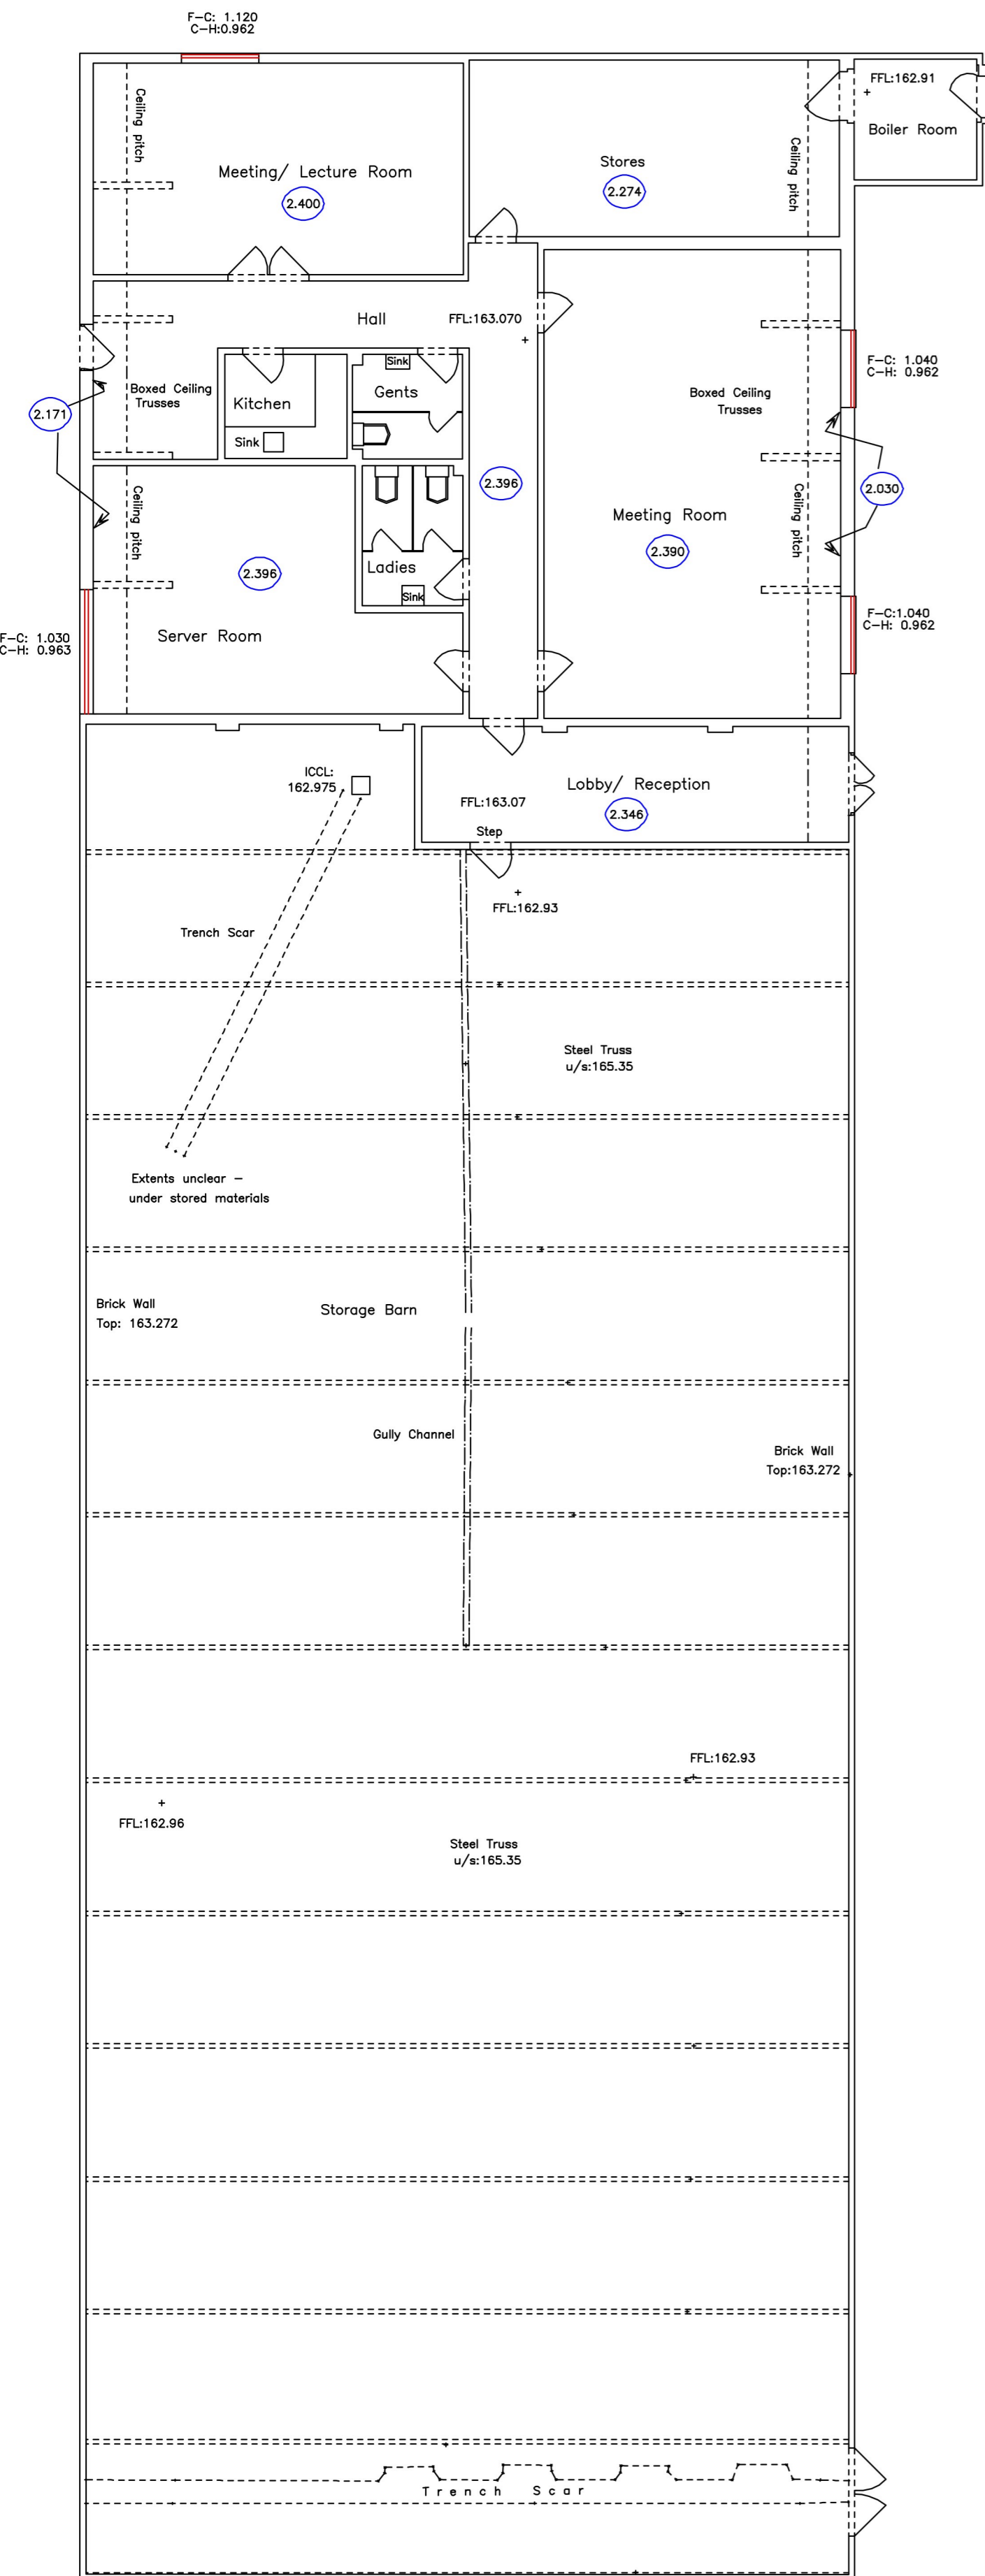 F-C: 1.120
C-H:0.962
FFL:162.91
Boiler Room
Ceiling pitch
Meeting/ Lecture Room
2.400
Stores
2.274
Ceiling pitch
Hall
FFL:163.070
F-C: 1.040
C-H: 0.962
Sink
Gents
Boxed Ceiling
Trusses
Boxed Ceiling
Trusses
Kitchen
2.171
Sink
2.396
2.030
Ceiling pitch
Ceiling pitch
Meeting Room
2.390
Ladies
2.396
Sink
F-C:1.040
C-H: 0.962
Server Room
F-C: 1.030
C-H: 0.963
ICCL:
162.975
Lobby/ Reception
FFL:163.07
2.346
Step
FFL:162.93
Trench Scar
Steel Truss
u/s:165.35
Extents unclear -
under stored materials
Brick Wall
Top: 163.272
Storage Barn
Gully Channel
Brick Wall
Top:163.272
FFL:162.93
FFL:162.96
Steel Truss
u/s:165.35
Trench Scar